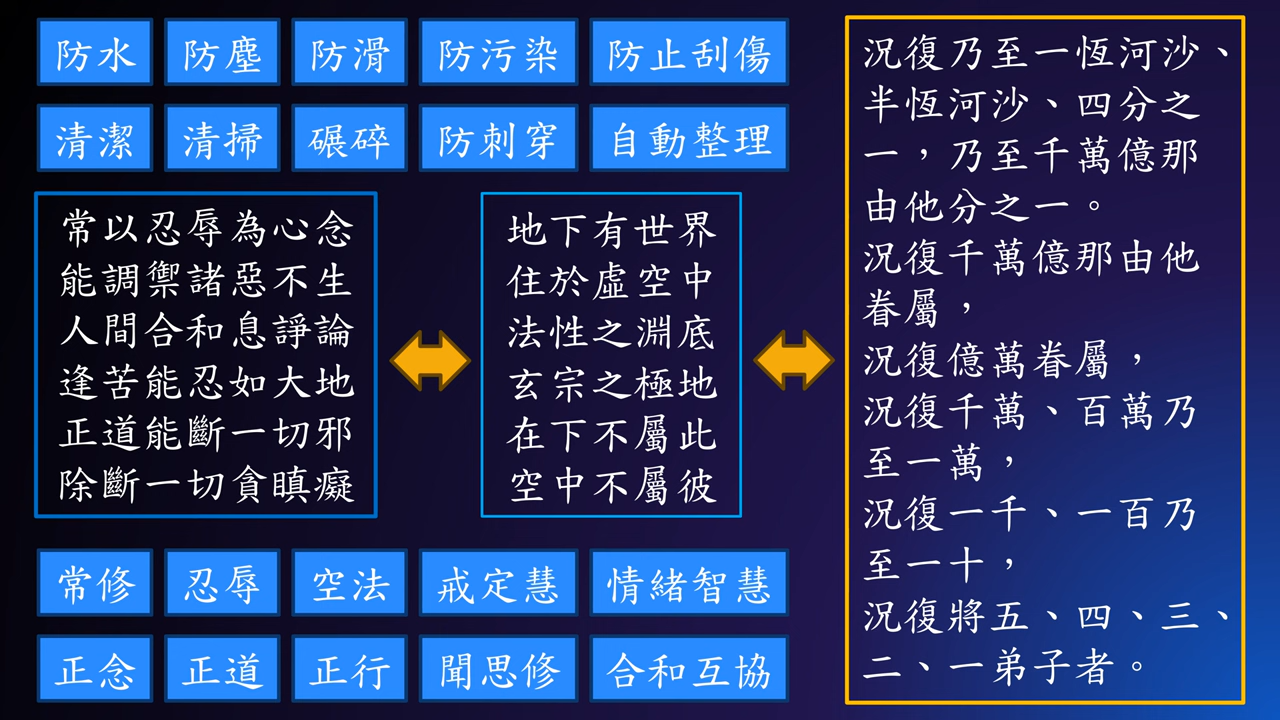 防水
防塵
防滑
防污染
防止刮傷
清潔
清掃
碾碎
防刺穿
自動整理
常以忍辱為心念
能調禦諸惡不生
人間合和息諍論
逢苦能忍如大地
正道能斷一切邪
除斷一切貪瞋癡
地下有世界
住於虛空中
法性之淵底
玄宗之極地
在下不屬此
空中不屬彼
況復乃至一恆河沙、
半恆河沙、四分之
一，乃至千萬億那
由他分之一。
況復千萬億那由他
眷屬，
況復億萬眷屬，
況復千萬、百萬乃
至一萬，
況復一千、一百乃
至一十，
況復將五、四、三、
二、一弟子者。
常修
忍辱
空法
戒定慧
情緒智慧
正念
正道
正行
聞思修
合和互協